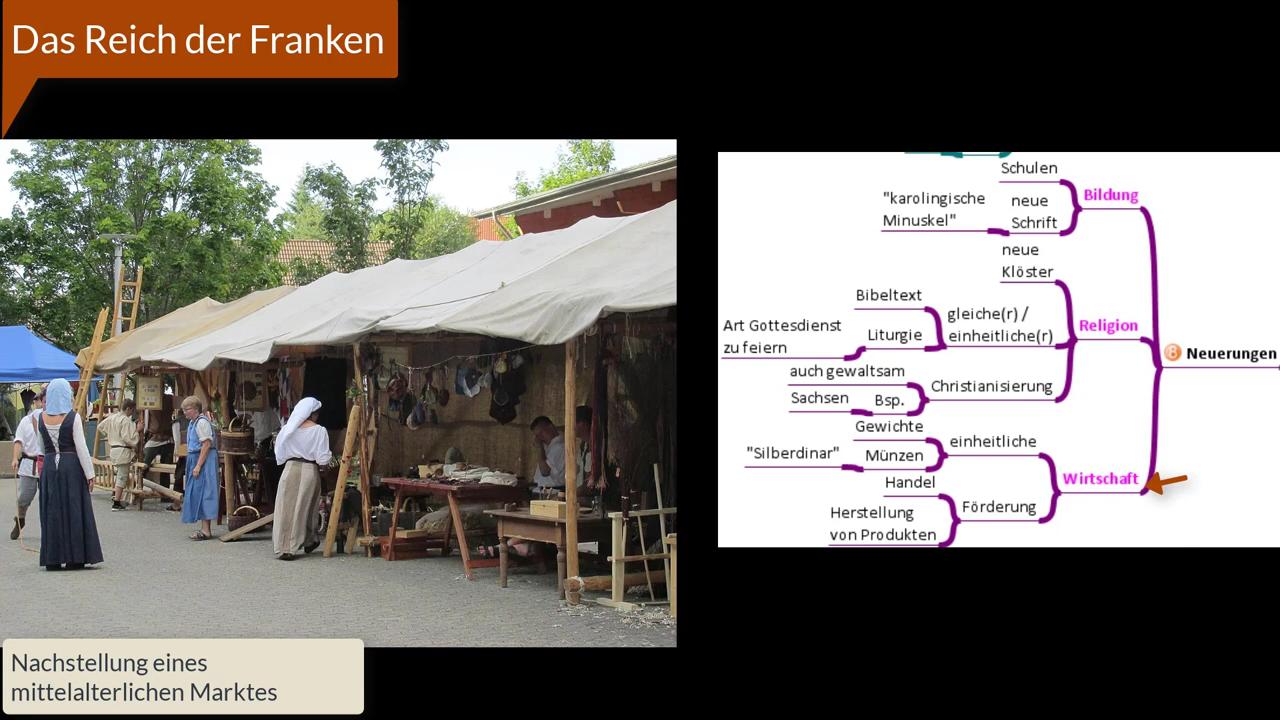 Das Reich der Franken
Schulen
Bildung
"karolingische
Minuskel"
neue
Schrift
neue
Klöster
Bibeltext
gleiche(r) /
einheitliche(r)
Religion
Art Gottesdienst
zu feiern
Liturgie
8 Neuerungen
auch gewaltsam
Christianisierung
Sachsen
Bsp.
Gewichte
einheitliche
"Silberdinar"
Münzen
Wirtschaft
Handel
Förderung
Herstellung
von Produkten
Nachstellung eines
mittelalterlichen Marktes